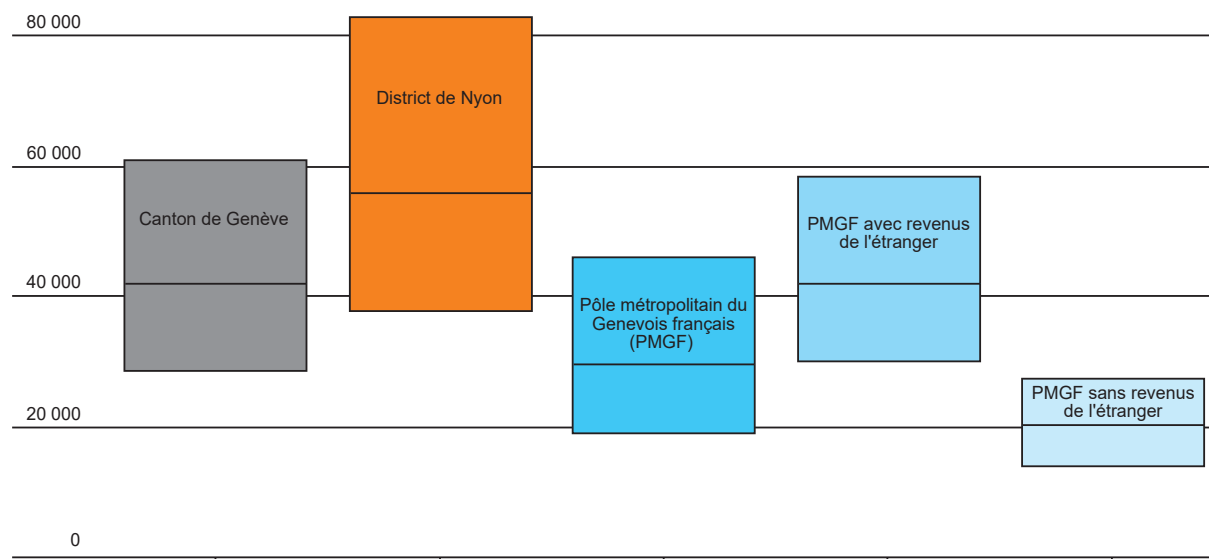 80 000
District de Nyon
60 000
Canton de Genève
PMGF avec revenus
de l'étranger
40 000
Pôle métropolitain du
Genevois français
(PMGF)
PMGF sans revenus
de l'étranger
20 000
0